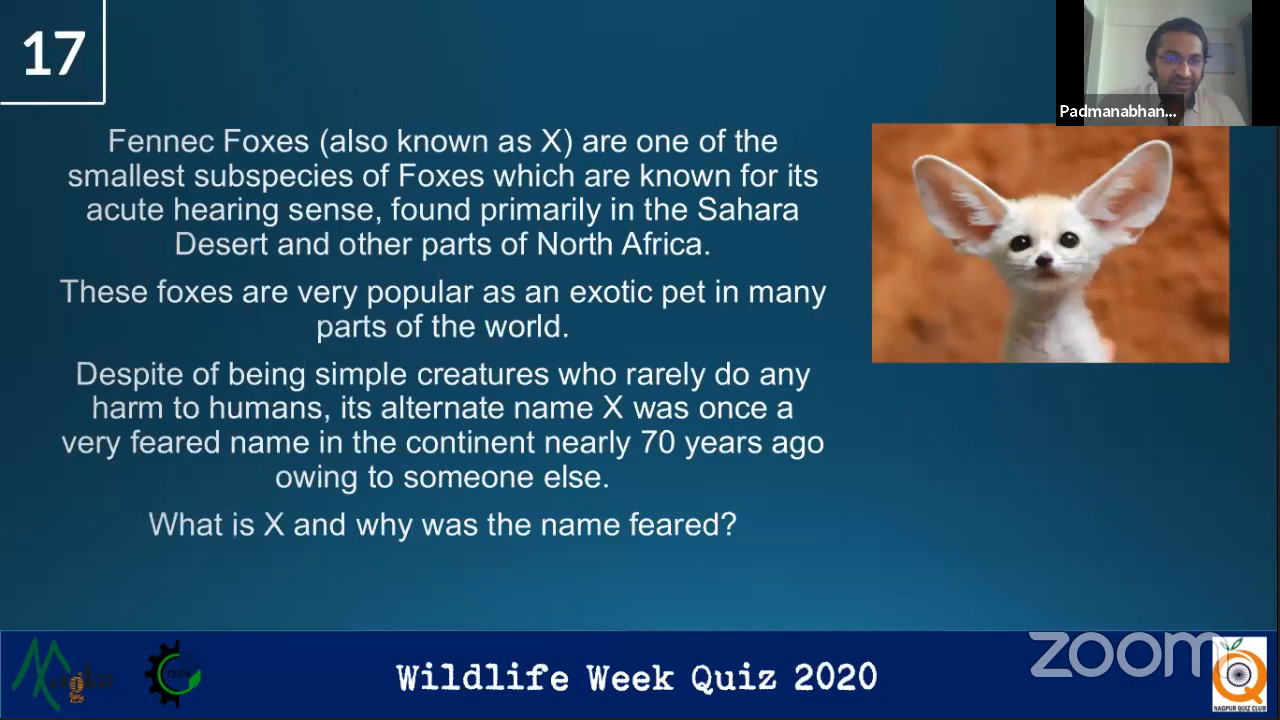 17
Padmanabhan...
Fennec Foxes (also known as X) are one of the
smallest subspecies of Foxes which are known for its
acute hearing sense, found primarily in the Sahara
Desert and other parts of North Africa.
These foxes are very popular as an exotic pet in many
parts of the world.
Despite of being simple creatures who rarely do any
harm to humans, its alternate name X was once a
very feared name in the continent nearly 70 years ago
owing to someone else.
What is X and why was the name feared?
Wildlife Week Quiz 2020
zoom
NAGPUR QUIZ CLUB